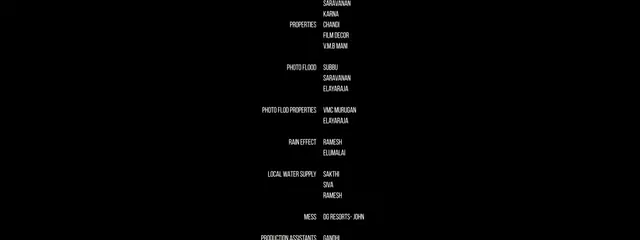 SARAVANAN
KARNA
PROPERTIES CHANDI
FILM DECOR
V.M.B MANI
PHOTO FLOOD SUBBU
SARAVANAN
ELAYARAJA
PHOTO FLOD PROPERTIES VMC MURUGAN
ELAYARAJA
RAIN EFFECT RAMESH
ELUMALAI
LOCAL WATER SUPPLY SAKTHI
SIVA
RAMESH
MESS OG RESORTS- JOHN
PRODUCTION ASSISTANTS GANDHI